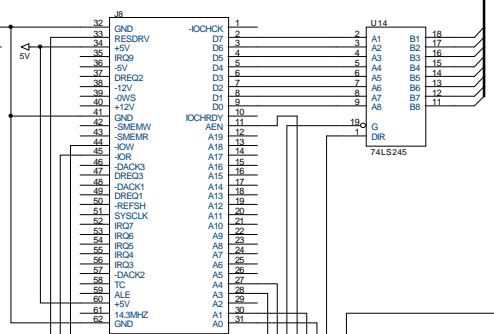 J8
32 GND -IOCHCK 1
33 RESDRV D7 2
34 +5V D6 3
35 IRQ9 D5 4
36 -5V D4 5
37 DREQ2 D3 6
38 -12V D2 7
39 -0WS D1 8
40 +12V D0 9
41 GND IOCHRDY 10
42 -SMEMW AEN 11
43 -SMEMR A19 12
44 -IOW A18 13
45 -IOR A17 14
46 -DACK3 A16 15
47 DREQ3 A15 16
48 -DACK1 A14 17
49 DREQ1 A13 18
50 -REFSH A12 19
51 SYSCLK A11 20
52 IRQ7 A10 21
53 IRQ6 A9 22
54 IRQ5 A8 23
55 IRQ4 A7 24
56 IRQ3 A6 25
57 -DACK2 A5 26
58 TC A4 27
59 ALE A3 28
60 +5V A2 29
61 14.3MHZ A1 30
62 GND A0 31
5V
U14
2 A1 B1 18
3 A2 B2 17
4 A3 B3 16
5 A4 B4 15
6 A5 B5 14
7 A6 B6 13
8 A7 B7 12
9 A8 B8 11
19 G
1 DIR
74LS245